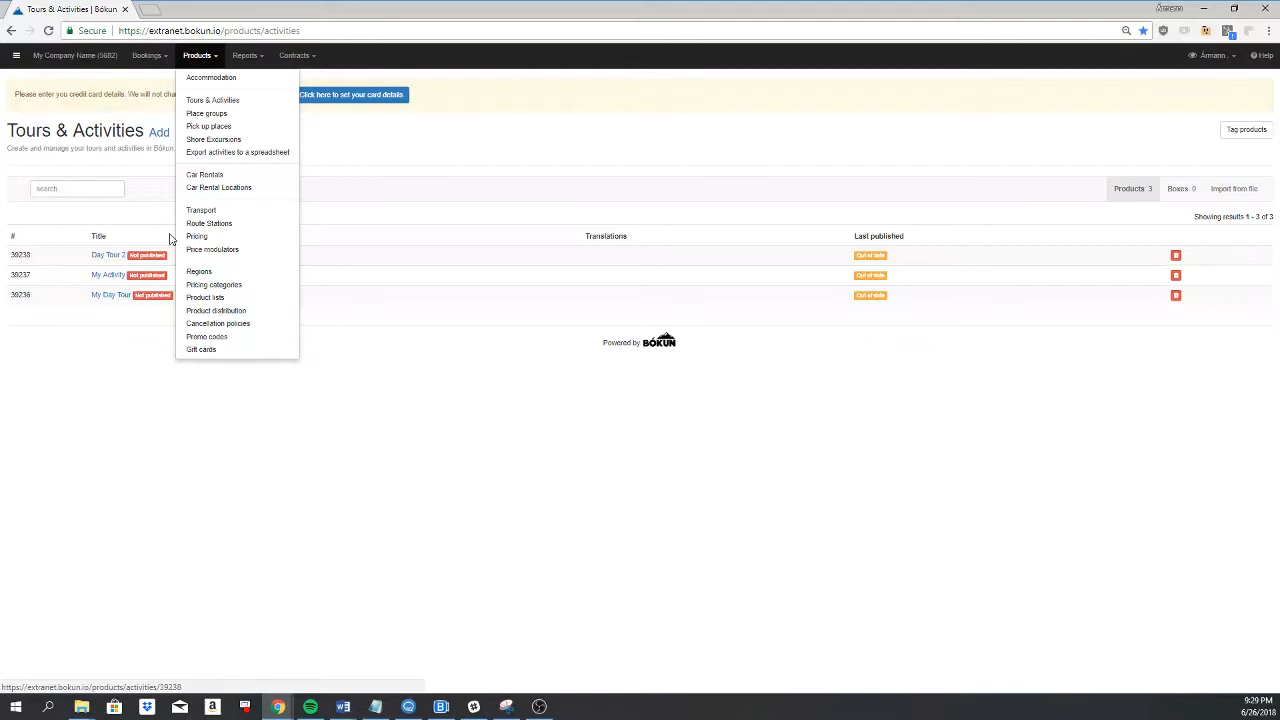 Tours & Activities | Bókun
Ármann
Secure https://extranet.bokun.io/products/activities
My Company Name (5682) Bookings Products Reports Contracts Ármann . Help
Accommodation
Please enter you credit card details. We will not cha Click here to set your card details
Tours & Activities
Place groups
Pick up places
Shore Excursions
Export activities to a spreadsheet
Car Rentals
Car Rental Locations
Transport
Route Stations
Pricing
Price modulators
Regions
Pricing categories
Product lists
Product distribution
Cancellation policies
Promo codes
Gift cards
Tours & Activities Add
Tag products
Create and manage your tours and activities in Bókun.
search...
Products 3 Boxes 0 Import from file
Showing results 1 - 3 of 3
# Title Translations Last published
39238 Day Tour 2 Not published Out of date
39237 My Activity Not published Out of date
39236 My Day Tour Not published Out of date
Powered by BÓKUN
https://extranet.bokun.io/products/activities/39238
9:29 PM
6/26/2018